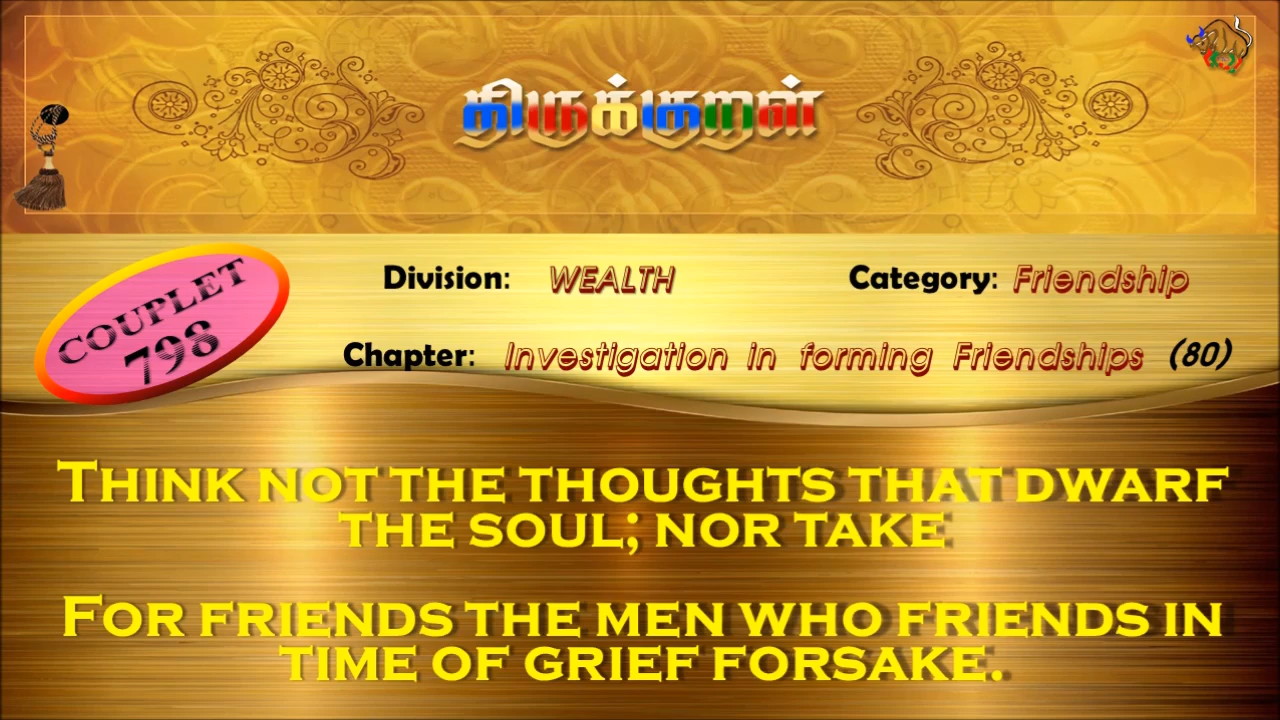 திருக்குறள்
COUPLET
798
Division: WEALTH Category: Friendship
Chapter: Investigation in forming Friendships (80)
THINK NOT THE THOUGHTS THAT DWARF
THE SOUL; NOR TAKE
FOR FRIENDS THE MEN WHO FRIENDS IN
TIME OF GRIEF FORSAKE.